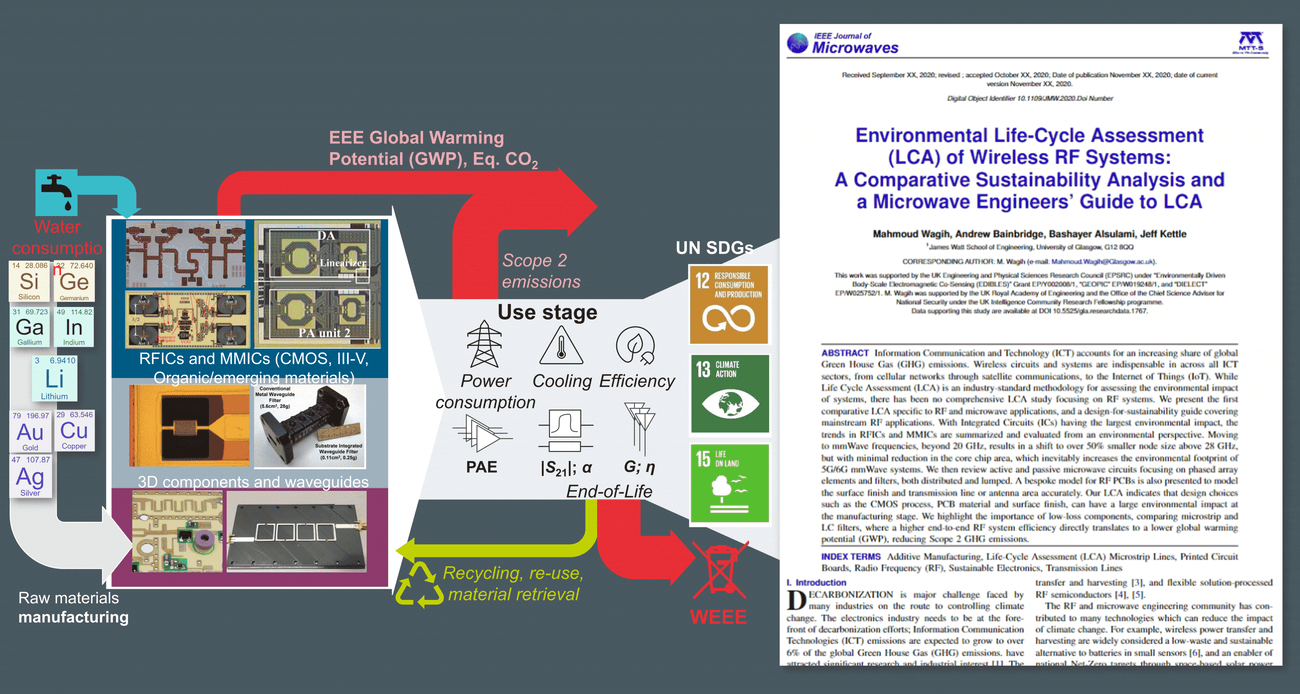 EEE Global Warming
Potential (GWP), Eq. CO2
Water
consumptio
n
14 28.086
Si
Silicon
32 72.640
Ge
Germanium
31 69.723
Ga
Gallium
49 114.82
In
Indium
3 6.9410
Li
Lithium
79 196.97
Au
Gold
29 63.546
Cu
Copper
47 107.87
Ag
Silver
Raw materials
manufacturing
DA
Linearizer
PA unit 2
RFICs and MMICs (CMOS, III-V,
Organic/emerging materials)
Conventional
Metal Waveguide
Filter
(8.6cm³, 28g)
Substrate Integrated
Waveguide Filter
(0.11cm³, 0.25g)
3D components and waveguides
Scope 2
emissions
Use stage
Power
consumption
Cooling
Efficiency
PAE
|S21|; α
G; η
End-of-Life
Recycling, re-use,
material retrieval
WEEE
UN SDGs
12 RESPONSIBLE
CONSUMPTION
AND PRODUCTION
13 CLIMATE
ACTION
15 LIFE
ON LAND
IEEE Journal of
Microwaves
MTT-S
Received September XX, 2020; revised ; accepted October XX, 2020; Date of publication November XX, 2020; date of current
version November XX, 2020.
Digital Object Identifier 10.1109/JMW.2020.Doi Number
Environmental Life-Cycle Assessment
(LCA) of Wireless RF Systems:
A Comparative Sustainability Analysis and
a Microwave Engineers’ Guide to LCA
Mahmoud Wagih, Andrew Bainbridge, Bashayer Alsulami, Jeff Kettle
1James Watt School of Engineering, University of Glasgow, G12 8QQ
CORRESPONDING AUTHOR: M. Wagih (e-mail: Mahmoud.Wagih@Glasgow.ac.uk).
This work was supported by the UK Engineering and Physical Sciences Research Council (EPSRC) under "Environmentally Driven
Body-Scale Electromagnetic Co-Sensing (EDIBLES)" Grant EP/Y002008/1, "GEOPIC" EP/W019248/1, and "DIELECT"
EP/W025752/1. M. Wagih was supported by the UK Royal Academy of Engineering and the Office of the Chief Science Adviser for
National Security under the UK Intelligence Community Research Fellowship programme.
Data supporting this study are available at DOI 10.5525/gla.researchdata.1767.
ABSTRACT Information Communication and Technology (ICT) accounts for an increasing share of global
Green House Gas (GHG) emissions. Wireless circuits and systems are indispensable in across all ICT
sectors, from cellular networks through satellite communications, to the Internet of Things (IoT). While
Life Cycle Assessment (LCA) is an industry-standard methodology for assessing the environmental impact
of systems, there has been no comprehensive LCA study focusing on RF systems. We present the first
comparative LCA specific to RF and microwave applications, and a design-for-sustainability guide covering
mainstream RF applications. With Integrated Circuits (ICs) having the largest environmental impact, the
trends in RFICs and MMICs are summarized and evaluated from an environmental perspective. Moving
to mmWave frequencies, beyond 20 GHz, results in a shift to over 50% smaller node size above 28 GHz,
but with minimal reduction in the core chip area, which inevitably increases the environmental footprint of
5G/6G mmWave systems. We then review active and passive microwave circuits focusing on phased array
elements and filters, both distributed and lumped. A bespoke model for RF PCBs is also presented to model
the surface finish and transmission line or antenna area accurately. Our LCA indicates that design choices
such as the CMOS process, PCB material and surface finish, can have a large environmental impact at
the manufacturing stage. We highlight the importance of low-loss components, comparing microstrip and
LC filters, where a higher end-to-end RF system efficiency directly translates to a lower global warming
potential (GWP), reducing Scope 2 GHG emissions.
INDEX TERMS Additive Manufacturing, Life-Cycle Assessment (LCA) Microstrip Lines, Printed Circuit
Boards, Radio Frequency (RF), Sustainable Electronics, Transmission Lines
I. Introduction
DECARBONIZATION is major challenge faced by
many industries on the route to controlling climate
change. The electronics industry needs to be at the fore-
front of decarbonization efforts; Information Communication
Technologies (ICT) emissions are expected to grow to over
6% of the global Green House Gas (GHG) emissions. have
attracted significant research and industrial interest [1]. The
transfer and harvesting [3], and flexible solution-processed
RF semiconductors [4], [5].
The RF and microwave engineering community has con-
tributed to many technologies which can reduce the impact
of climate change. For example, wireless power transfer and
harvesting are widely considered a low-waste and sustainable
alternative to batteries in small sensors [6], and an enabler of
national Net-Zero targets through space-based solar power